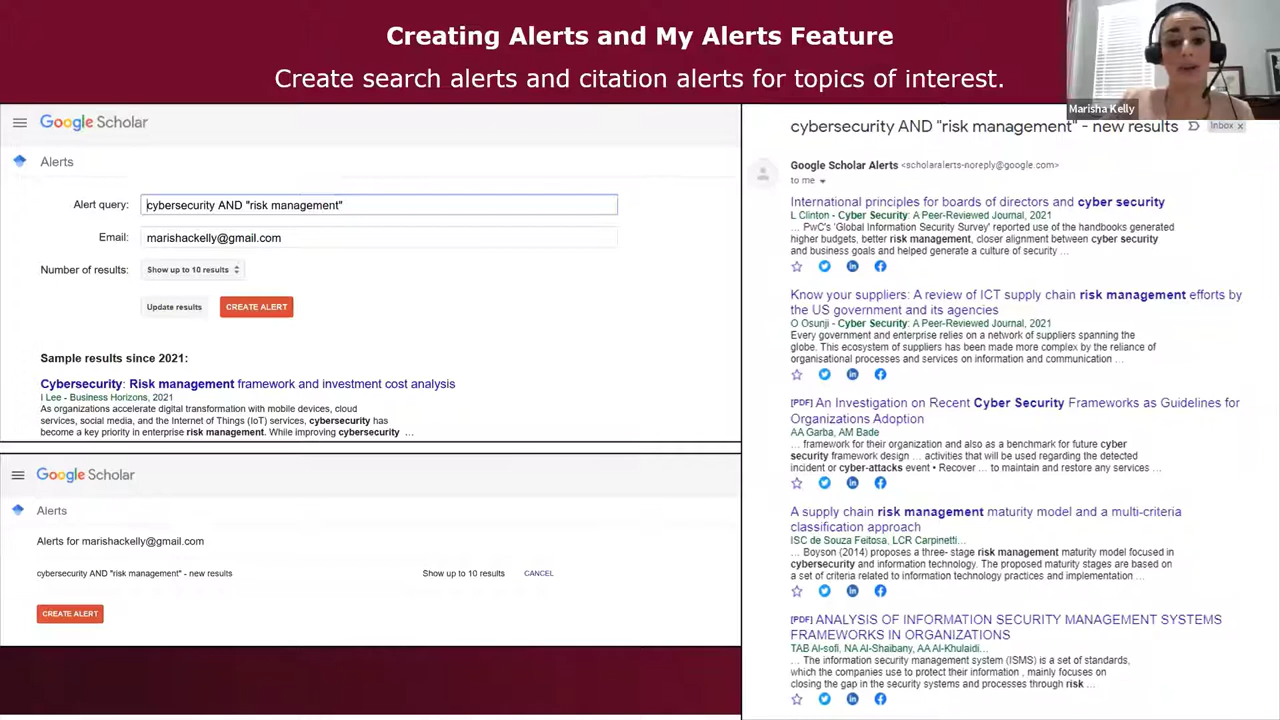 Creating Alerts and My Alerts Feature
Create search alerts and citation alerts for topics of interest.
Marisha Kelly
Google Scholar
Alerts
Alert query: cybersecurity AND "risk management"
Email: marishackelly@gmail.com
Number of results: Show up to 10 results
Update results CREATE ALERT
Sample results since 2021:
Cybersecurity: Risk management framework and investment cost analysis
I Lee - Business Horizons, 2021
As organizations accelerate digital transformation with mobile devices, cloud
services, social media, and the Internet of Things (IoT) services, cybersecurity has
become a key priority in enterprise risk management. While improving cybersecurity ...
Google Scholar
Alerts
Alerts for marishackelly@gmail.com
cybersecurity AND "risk management" - new results Show up to 10 results CANCEL
CREATE ALERT
cybersecurity AND "risk management" - new results Inbox x
Google Scholar Alerts <scholaralerts-noreply@google.com>
to me
International principles for boards of directors and cyber security
L Clinton - Cyber Security: A Peer-Reviewed Journal, 2021
... PwC's 'Global Information Security Survey' reported use of the handbooks generated
higher budgets, better risk management, closer alignment between cyber security
and business goals and helped generate a culture of security ...
Know your suppliers: A review of ICT supply chain risk management efforts by
the US government and its agencies
O Osunji - Cyber Security: A Peer-Reviewed Journal, 2021
Every government and enterprise relies on a network of suppliers spanning the
globe. This ecosystem of suppliers has been made more complex by the reliance of
organisational processes and services on information and communication ...
[PDF] An Investigation on Recent Cyber Security Frameworks as Guidelines for
Organizations Adoption
AA Garba, AM Bade
... framework for their organization and also as a benchmark for future cyber
security framework design ... activities that will be used regarding the detected
incident or cyber-attacks event • Recover ... to maintain and restore any services ...
A supply chain risk management maturity model and a multi-criteria
classification approach
ISC de Souza Feitosa, LCR Carpinetti...
... Boyson (2014) proposes a three- stage risk management maturity model focused in
cybersecurity and information technology. The proposed maturity stages are based on
a set of criteria related to information technology practices and implementation ...
[PDF] ANALYSIS OF INFORMATION SECURITY MANAGEMENT SYSTEMS
FRAMEWORKS IN ORGANIZATIONS
TAB Al-sofi, NA Al-Shaibany, AA Al-Khulaidi...
... The information security management system (ISMS) is a set of standards,
which the companies use to protect their information , mainly focuses on
closing the gap in the security systems and processes through risk ...